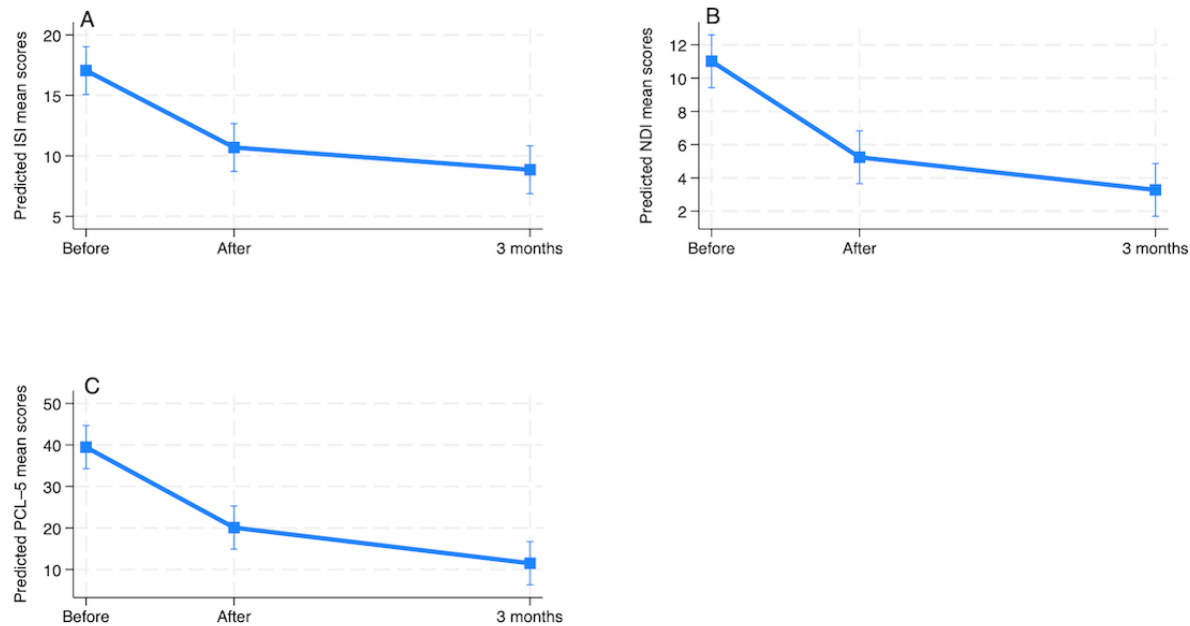 A
Predicted ISI mean scores
20
15
10
5
Before After 3 months
B
Predicted NDI mean scores
12
10
8
6
4
2
Before After 3 months
C
Predicted PCL–5 mean scores
50
40
30
20
10
Before After 3 months